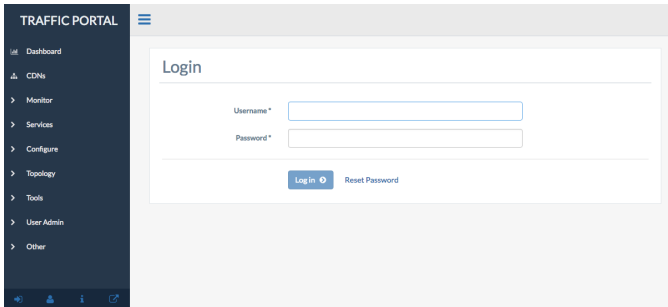 TRAFFIC PORTAL
Dashboard
CDNs
Monitor
Services
Configure
Topology
Tools
User Admin
Other
Login
Username *
Password *
Log in
Reset Password